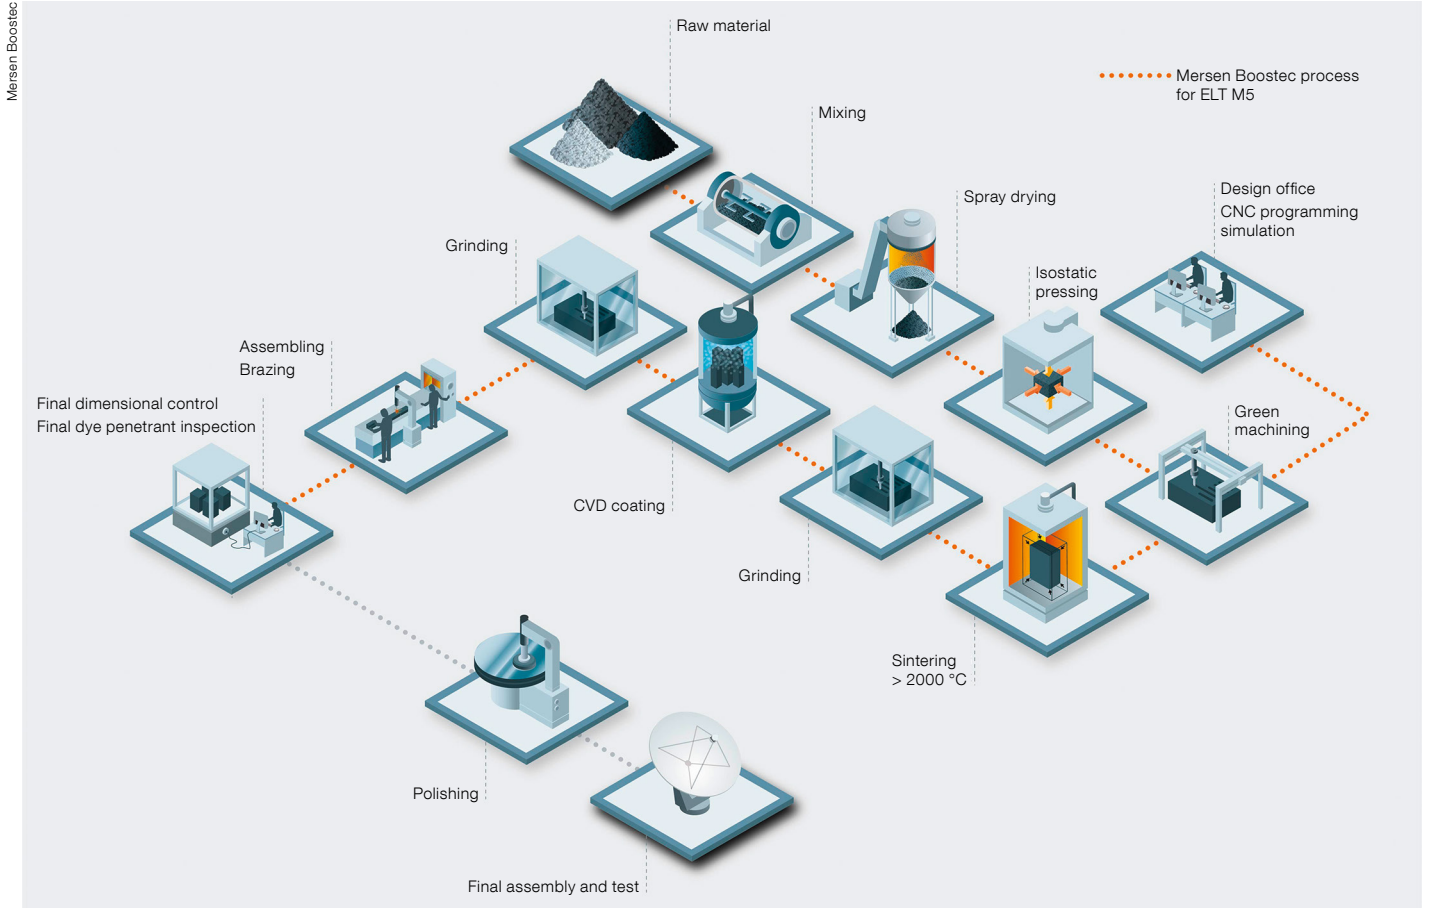 Mersen Boostec
Raw material
Mersen Boostec process
for ELT M5
Mixing
Spray drying
Design office
CNC programming
simulation
Grinding
Isostatic
pressing
Assembling
Brazing
Final dimensional control
Final dye penetrant inspection
Green
machining
CVD coating
Grinding
Sintering
> 2000 °C
Polishing
Final assembly and test